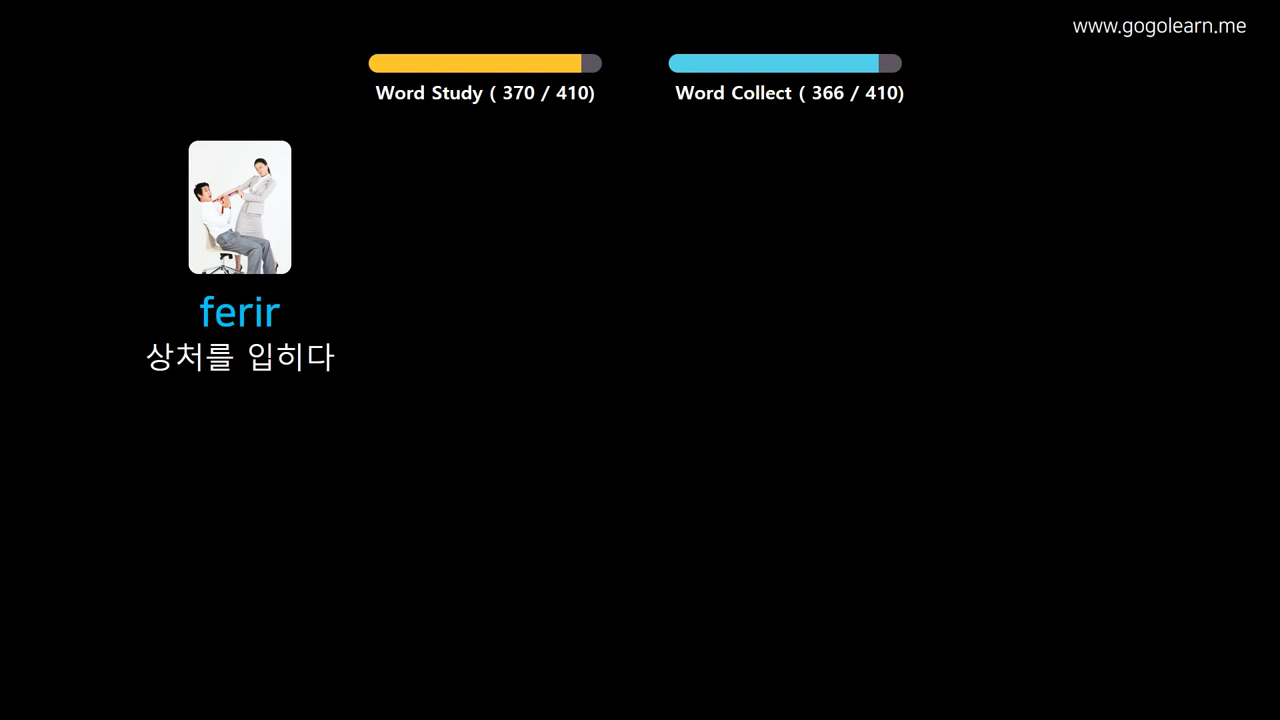 www.gogolearn.me
Word Study ( 370 / 410)
Word Collect ( 366 / 410)
ferir
상처를 입히다